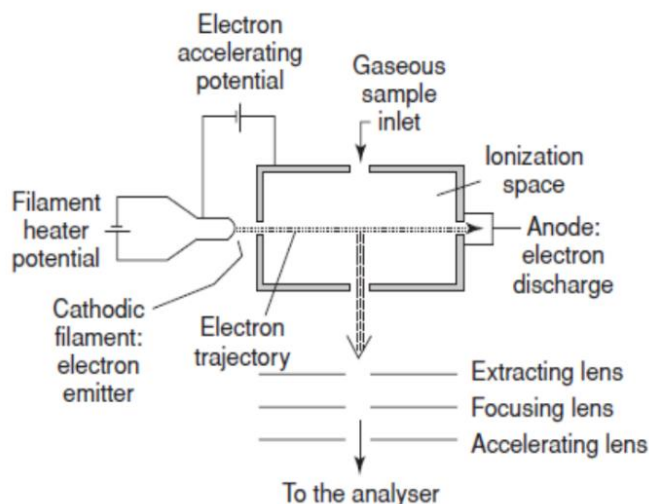 Electron
accelerating
potential
Gaseous
sample
inlet
Ionization
space
Filament
heater
potential
Anode:
electron
discharge
Cathodic
filament:
electron
emitter
Electron
trajectory
Extracting lens
Focusing lens
Accelerating lens
To the analyser